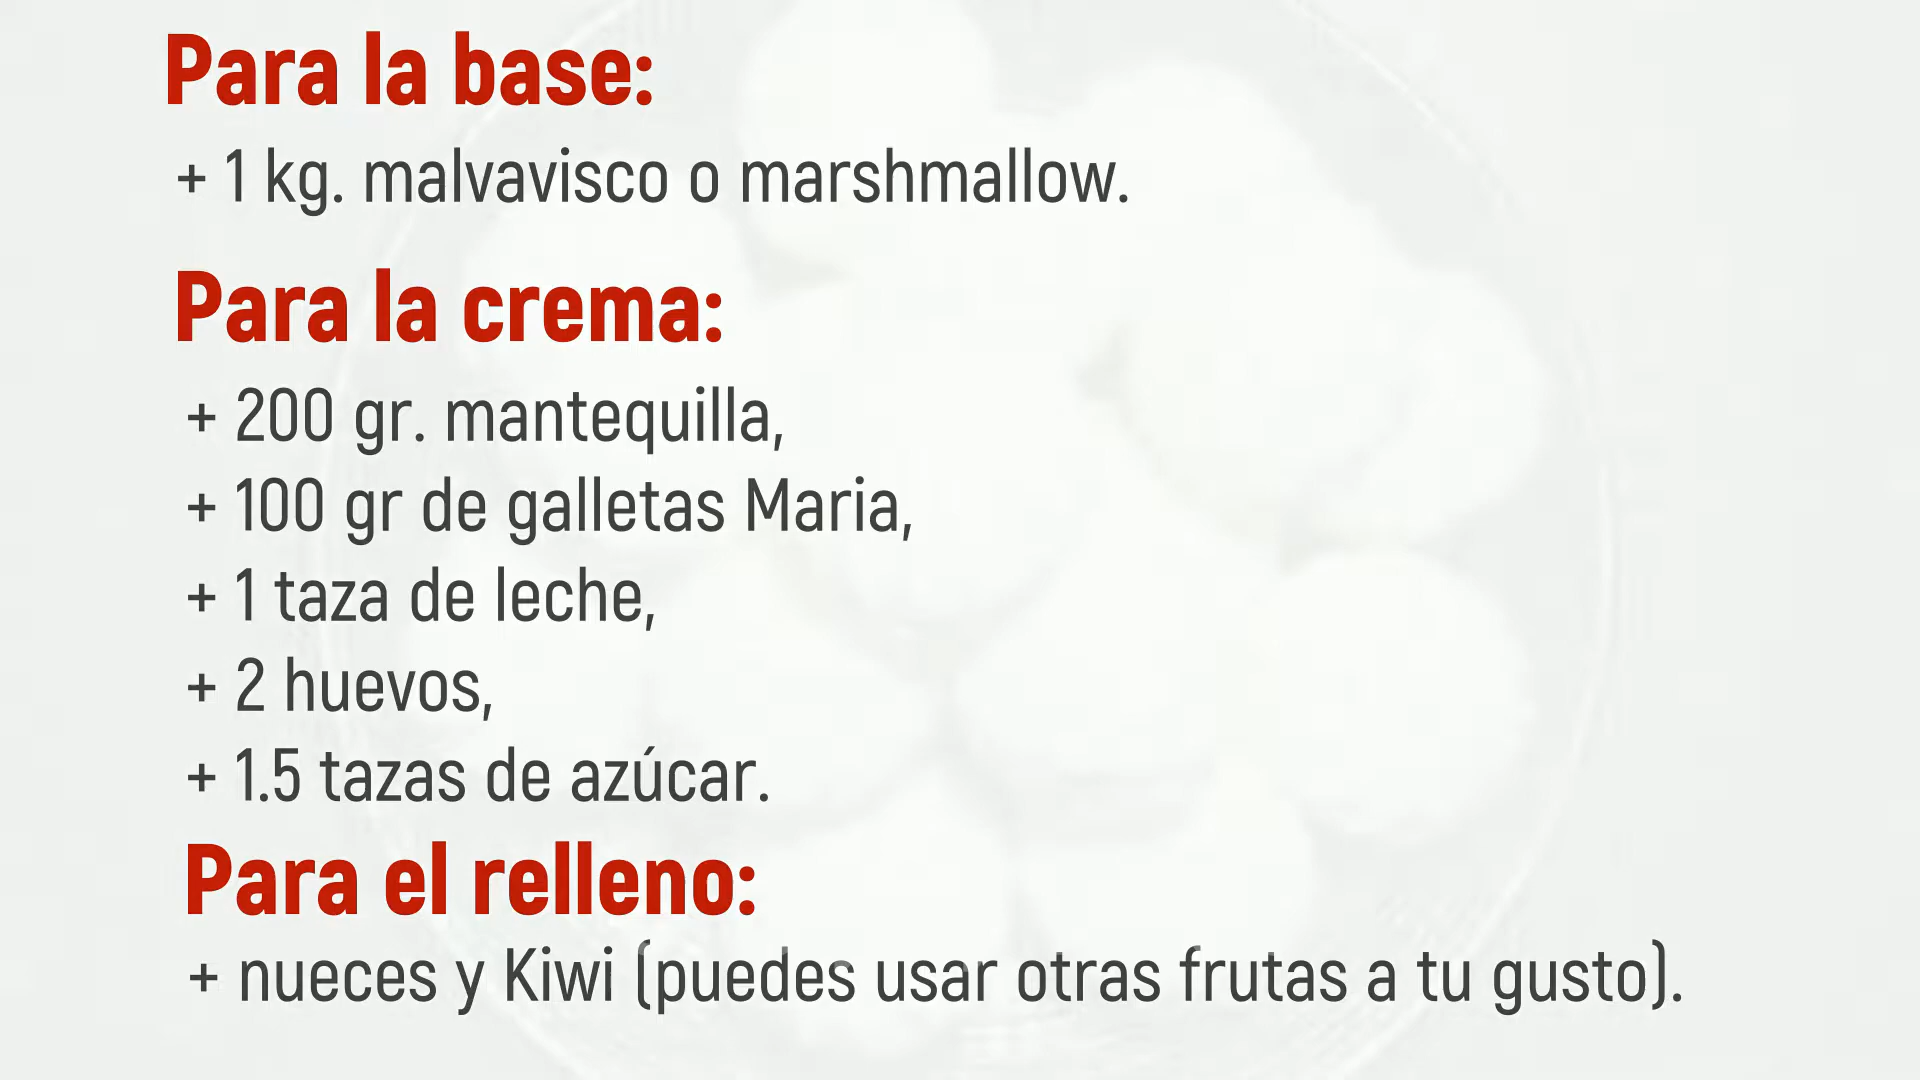 Para la base:
+ 1 kg. malvavisco o marshmallow.
Para la crema:
+ 200 gr. mantequilla,
+ 100 gr de galletas Maria,
+ 1 taza de leche,
+ 2 huevos,
+ 1.5 tazas de azúcar.
Para el relleno:
+ nueces y Kiwi (puedes usar otras frutas a tu gusto).